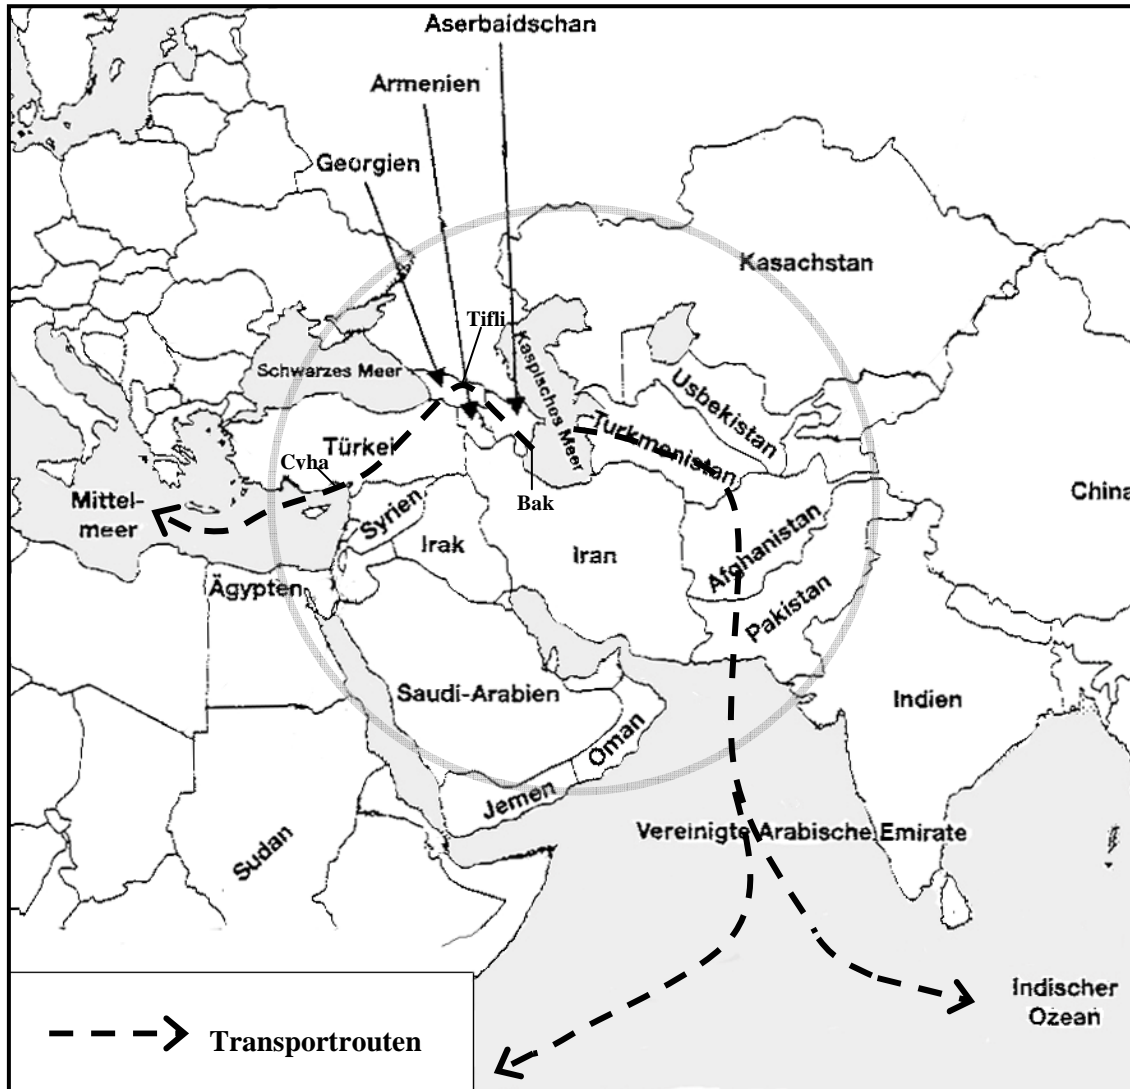 Aserbaidschan
Armenien
Georgien
Kasachstan
Tifli
Schwarzes Meer
Kaspisches Meer
Usbekistan
Turkmenistan
Türkei
Cvha
Bak
Mittel-
meer
China
Syrien
Irak
Iran
Afghanistan
Ägypten
Pakistan
Saudi-Arabien
Indien
Oman
Jemen
Vereinigte Arabische Emirate
Sudan
Indischer
Ozean
Transportrouten